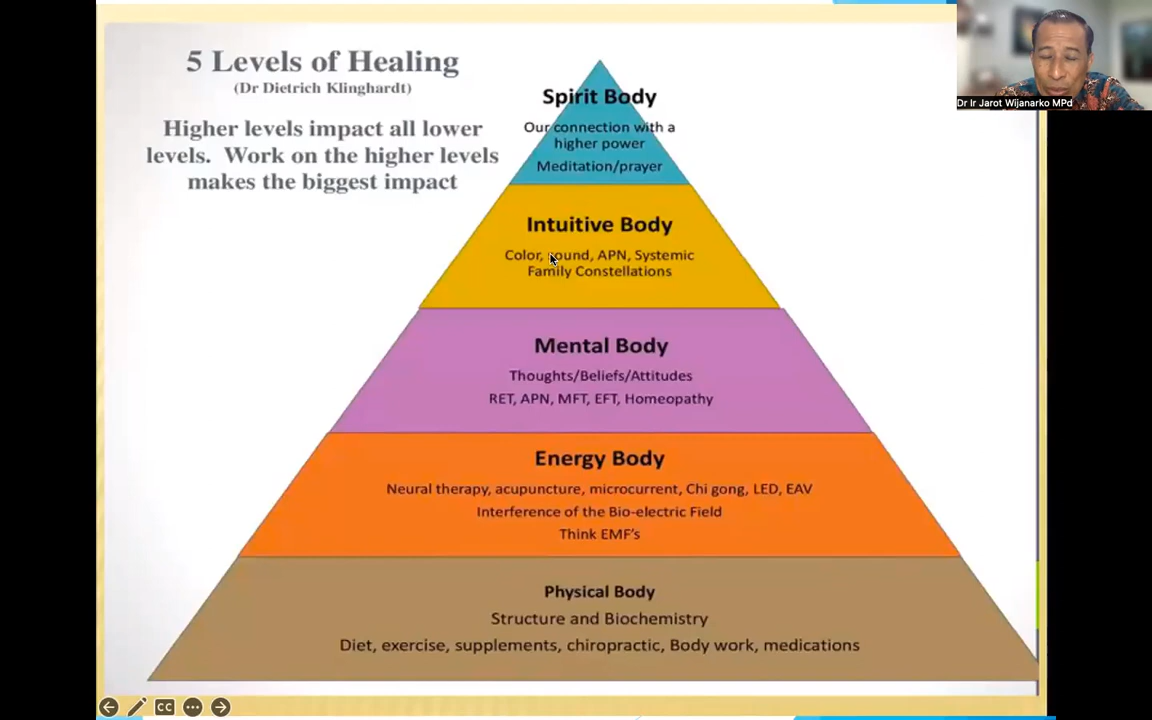 5 Levels of Healing
(Dr Dietrich Klinghardt)
Higher levels impact all lower
levels. Work on the higher levels
makes the biggest impact
Spirit Body
Our connection with a
higher power
Meditation/prayer
Intuitive Body
Color, sound, APN, Systemic
Family Constellations
Mental Body
Thoughts/Beliefs/Attitudes
RET, APN, MFT, EFT, Homeopathy
Energy Body
Neural therapy, acupuncture, microcurrent, Chi gong, LED, EAV
Interference of the Bio-electric Field
Think EMF's
Physical Body
Structure and Biochemistry
Diet, exercise, supplements, chiropractic, Body work, medications
Dr Ir Jarot Wijanarko MPd
CC